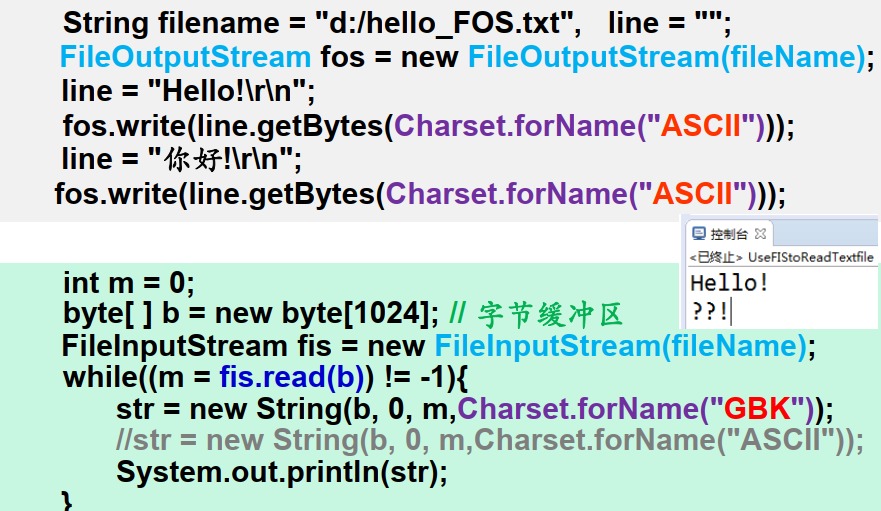 String filename = "d:/hello_FOS.txt", line = "";
FileOutputStream fos = new FileOutputStream(fileName);
line = "Hello!\r\n";
fos.write(line.getBytes(Charset.forName("ASCII")));
line = "你好!\r\n";
fos.write(line.getBytes(Charset.forName("ASCII")));
控制台
<已终止> UseFIStoReadTextfile
Hello!
??!
int m = 0;
byte[ ] b = new byte[1024]; // 字节缓冲区
FileInputStream fis = new FileInputStream(fileName);
while((m = fis.read(b)) != -1){
str = new String(b, 0, m,Charset.forName("GBK"));
//str = new String(b, 0, m,Charset.forName("ASCII"));
System.out.println(str);
}